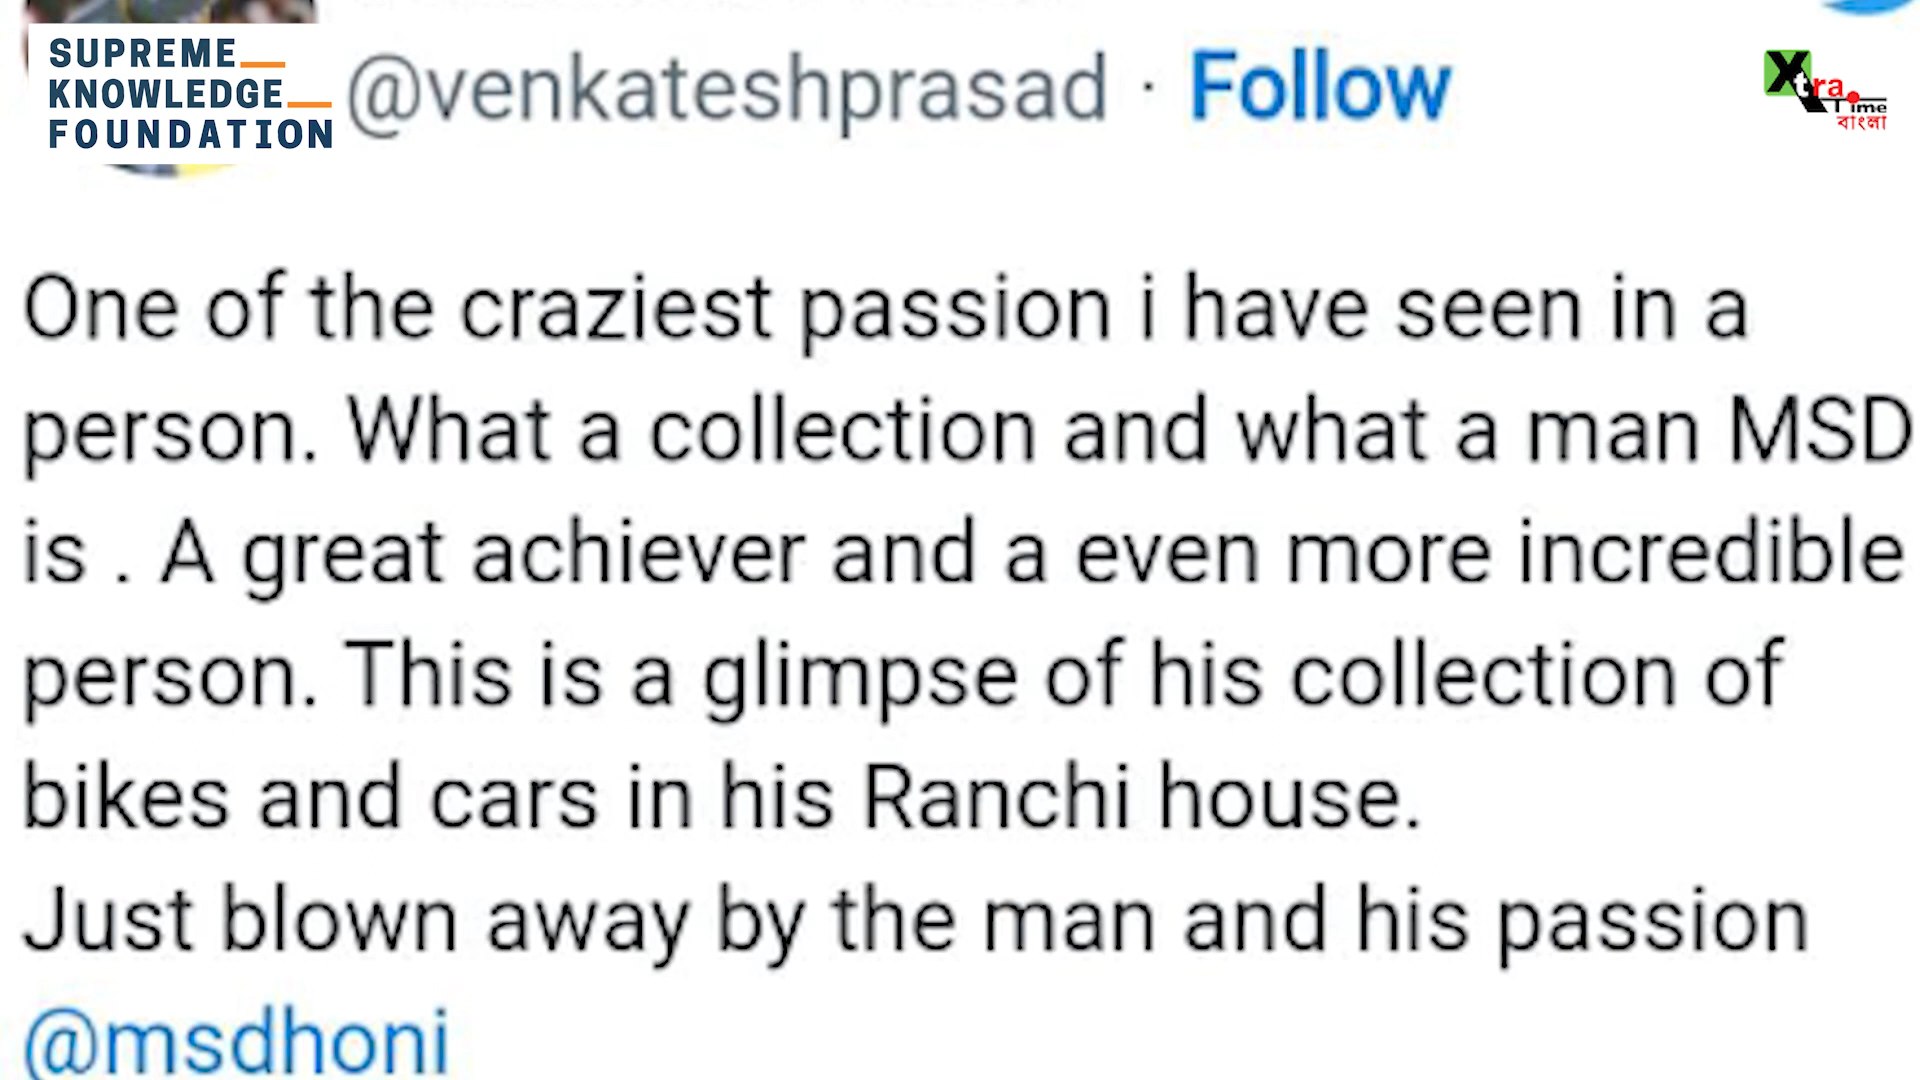 SUPREME
KNOWLEDGE
FOUNDATION
@venkateshprasad · Follow
Xtra Time
বাংলা
One of the craziest passion i have seen in a
person. What a collection and what a man MSD
is . A great achiever and a even more incredible
person. This is a glimpse of his collection of
bikes and cars in his Ranchi house.
Just blown away by the man and his passion
@msdhoni